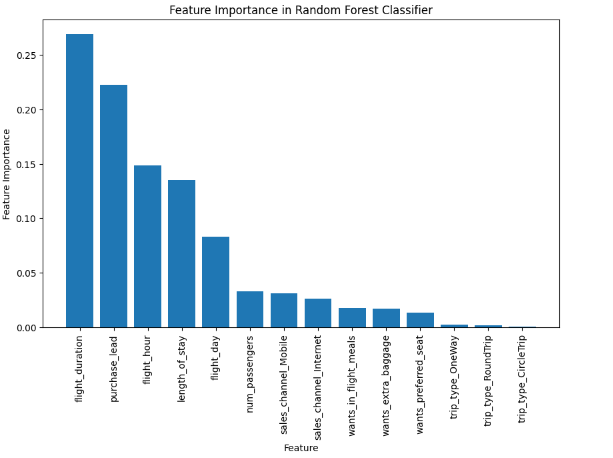 Feature Importance in Random Forest Classifier
Feature Importance
0.25
0.20
0.15
0.10
0.05
0.00
flight_duration
purchase_lead
flight_hour
length_of_stay
flight_day
num_passengers
sales_channel_Mobile
sales_channel_Internet
wants_in_flight_meals
wants_extra_baggage
wants_preferred_seat
trip_type_OneWay
trip_type_RoundTrip
trip_type_CircleTrip
Feature